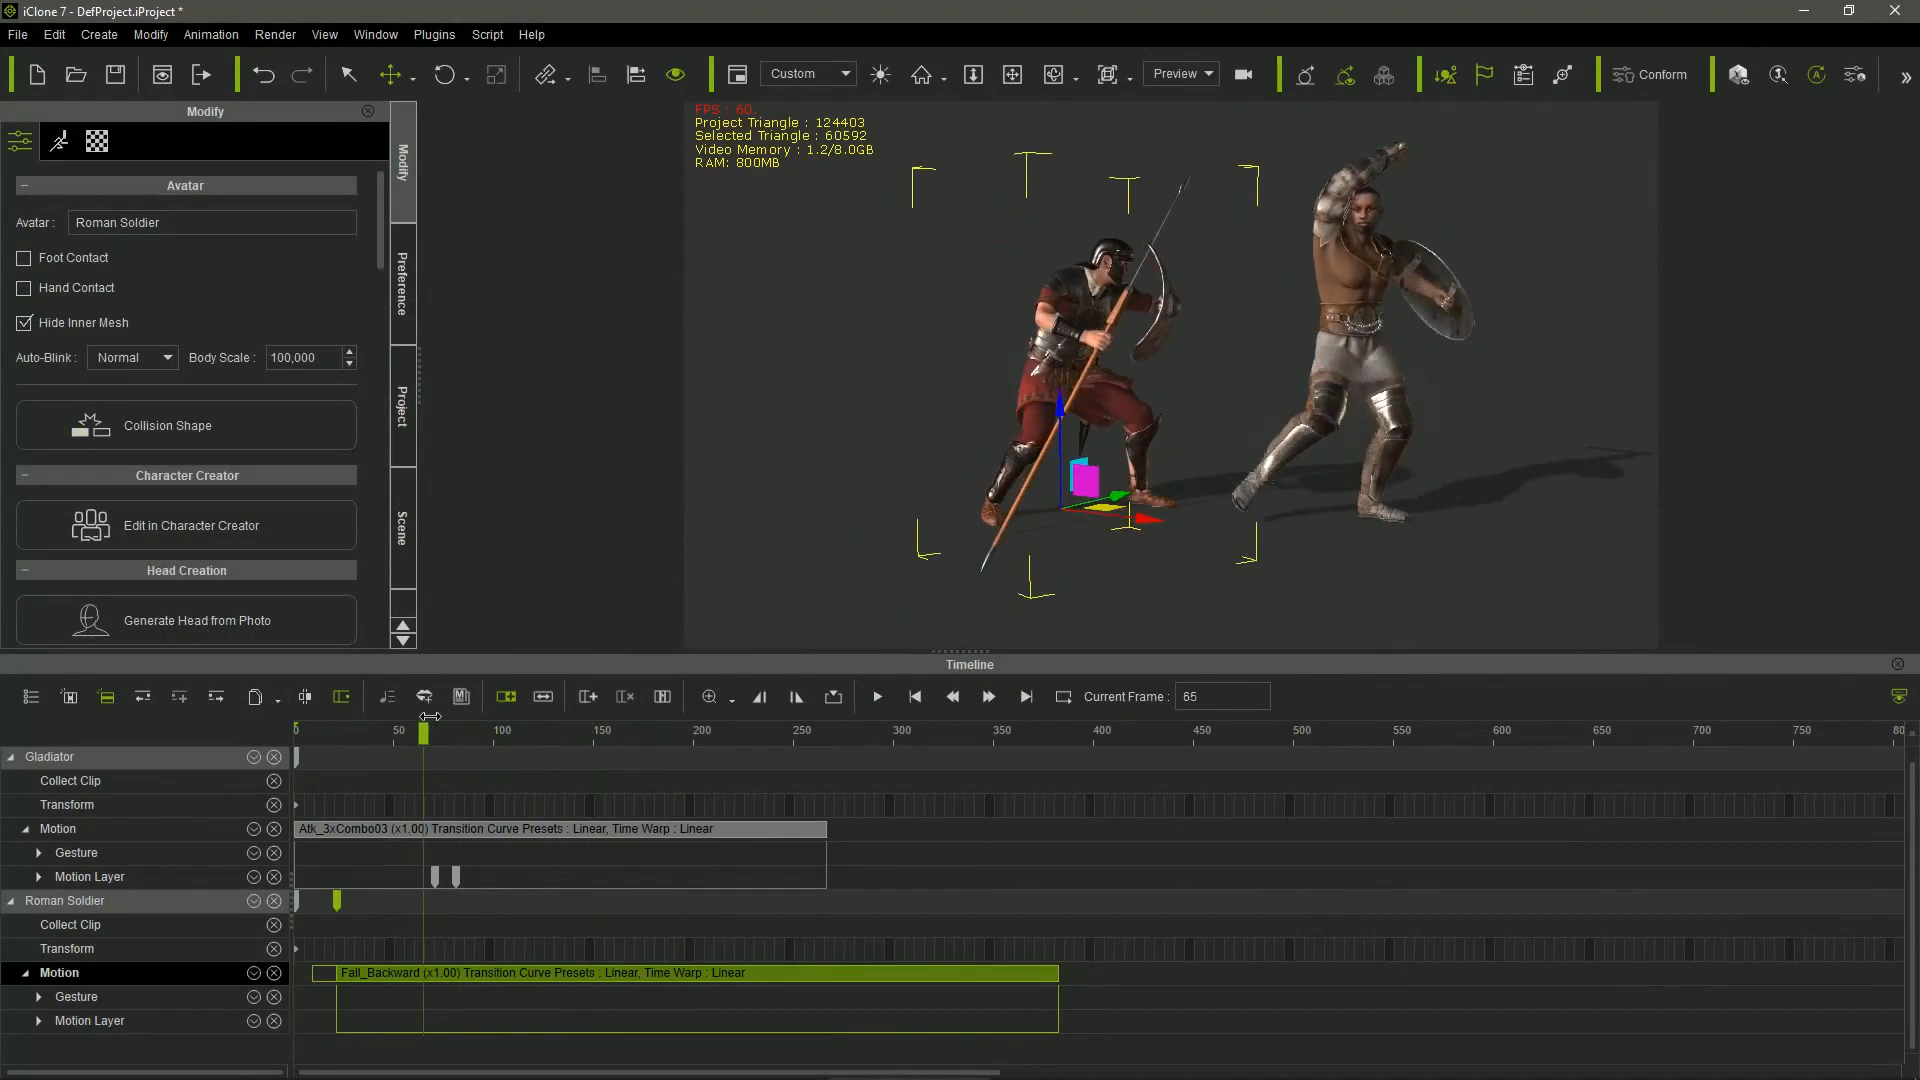 iClone 7 - DefProject.iProject *
File Edit Create Modify Animation Render View Window Plugins Script Help
Custom Preview Conform
Modify
Modify
Preference
Project
Scene
Avatar
Avatar : Roman Soldier
Foot Contact
Hand Contact
Hide Inner Mesh
Auto-Blink : Normal Body Scale : 100,000
Collision Shape
Character Creator
Edit in Character Creator
Head Creation
Generate Head from Photo
FPS : 60
Project Triangle : 124403
Selected Triangle : 60592
Video Memory : 1.2/8.0GB
RAM: 800MB
Timeline
Current Frame : 65
0 50 100 150 200 250 300 350 400 450 500 550 600 650 700 750 80
Gladiator
Collect Clip
Transform
Motion Atk_3xCombo03 (x1.00) Transition Curve Presets : Linear, Time Warp : Linear
Gesture
Motion Layer
Roman Soldier
Collect Clip
Transform
Motion Fall_Backward (x1.00) Transition Curve Presets : Linear, Time Warp : Linear
Gesture
Motion Layer